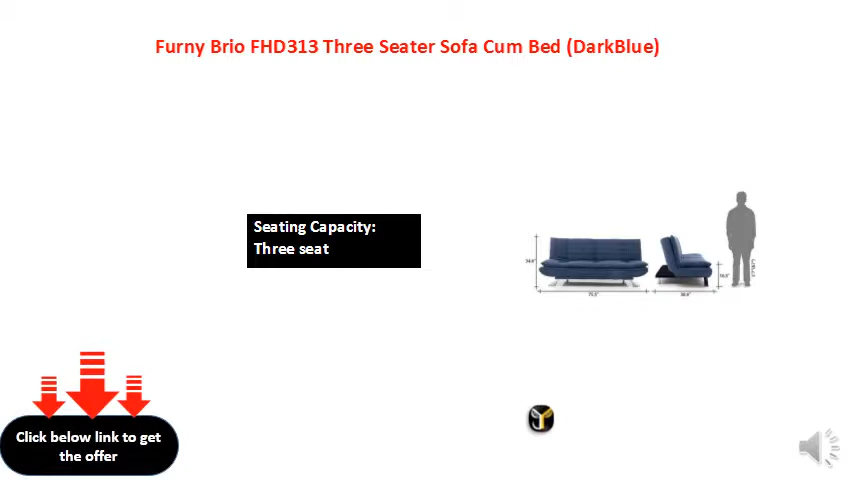 Furny Brio FHD313 Three Seater Sofa Cum Bed (DarkBlue)
Seating Capacity:
Three seat
Click below link to get
the offer